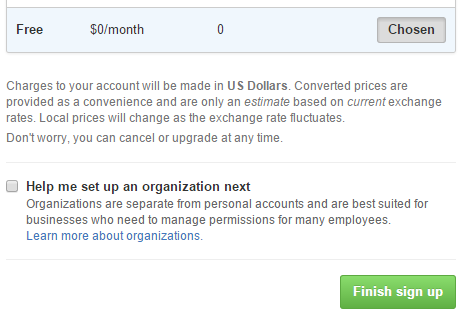 Free $0/month 0 Chosen
Charges to your account will be made in US Dollars. Converted prices are
provided as a convenience and are only an estimate based on current exchange
rates. Local prices will change as the exchange rate fluctuates.
Don't worry, you can cancel or upgrade at any time.
Help me set up an organization next
Organizations are separate from personal accounts and are best suited for
businesses who need to manage permissions for many employees.
Learn more about organizations.
Finish sign up